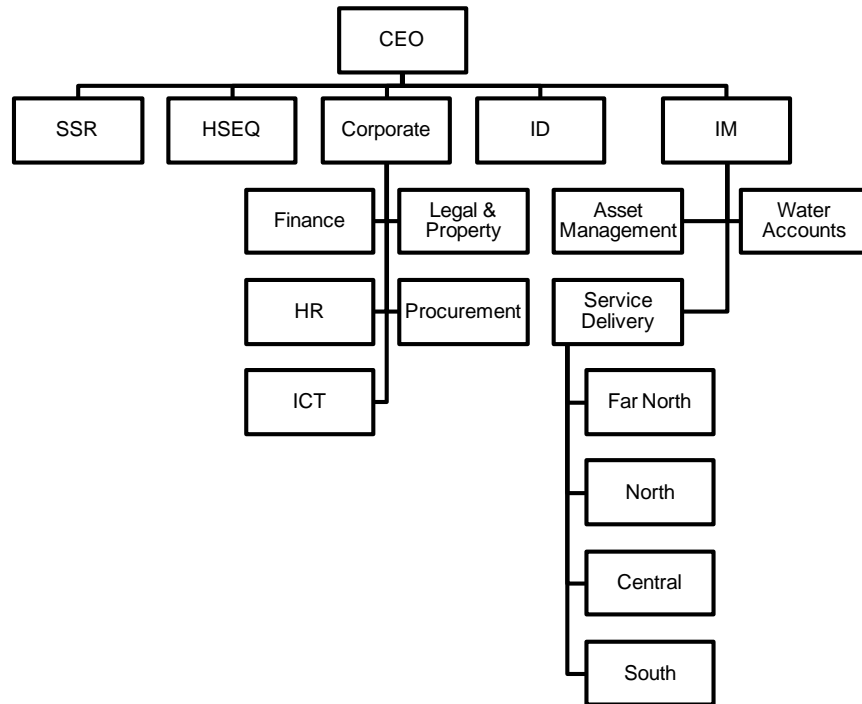 CEO
SSR
HSEQ
Corporate
ID
IM
Finance
Legal &
Property
Asset
Management
Water
Accounts
HR
Procurement
Service
Delivery
ICT
Far North
North
Central
South